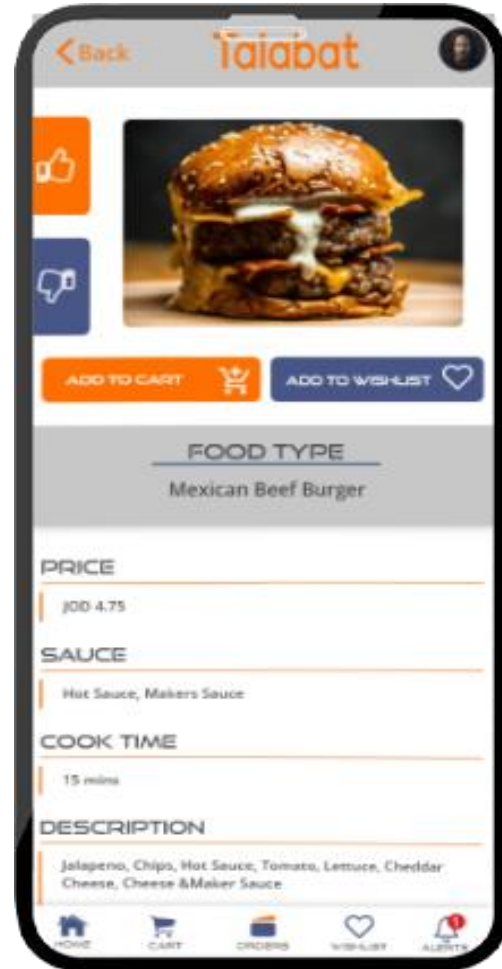 Back
Talabat
ADD TO CART
ADD TO WISHLIST
FOOD TYPE
Mexican Beef Burger
PRICE
JOD 4.75
SAUCE
Hot Sauce, Makers Sauce
COOK TIME
15 mins
DESCRIPTION
Jalapeno, Chips, Hot Sauce, Tomato, Lettuce, Cheddar
Cheese, Cheese &Maker Sauce
1
HOME
CART
ORDERS
WISHLIST
ALERTS